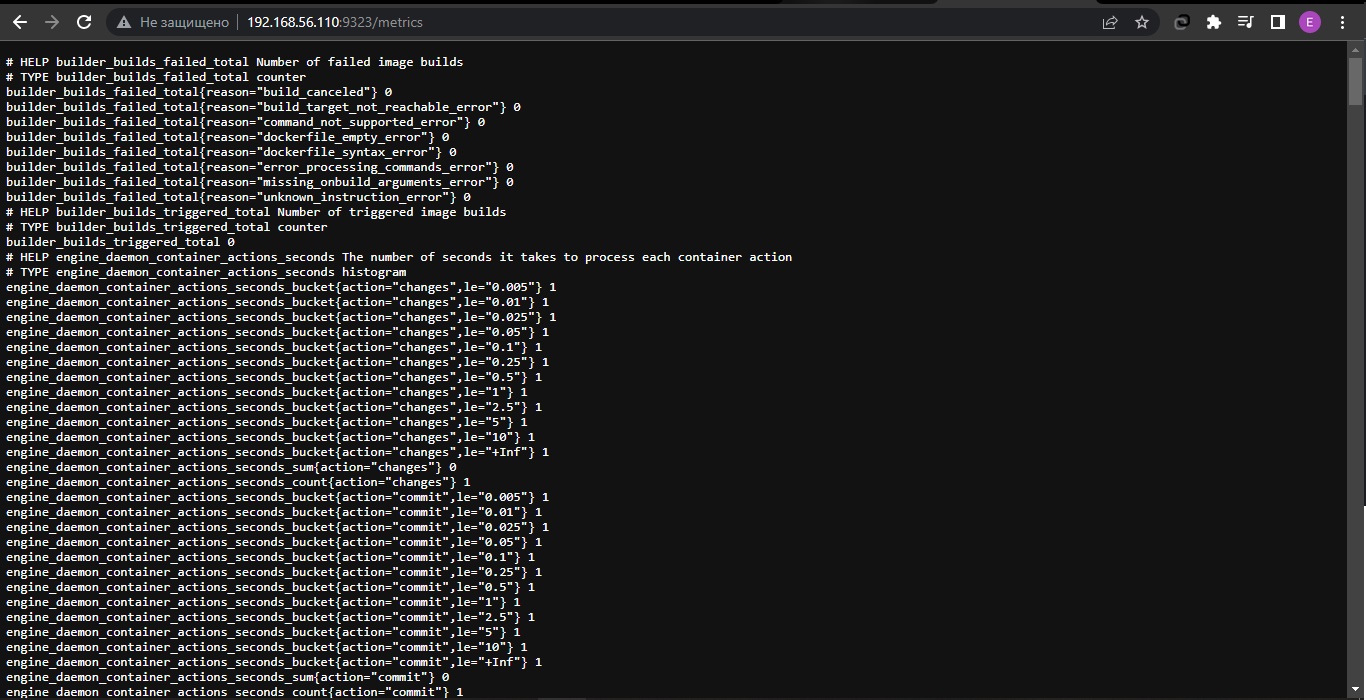 Не защищено 192.168.56.110:9323/metrics E
# HELP builder_builds_failed_total Number of failed image builds
# TYPE builder_builds_failed_total counter
builder_builds_failed_total{reason="build_canceled"} 0
builder_builds_failed_total{reason="build_target_not_reachable_error"} 0
builder_builds_failed_total{reason="command_not_supported_error"} 0
builder_builds_failed_total{reason="dockerfile_empty_error"} 0
builder_builds_failed_total{reason="dockerfile_syntax_error"} 0
builder_builds_failed_total{reason="error_processing_commands_error"} 0
builder_builds_failed_total{reason="missing_onbuild_arguments_error"} 0
builder_builds_failed_total{reason="unknown_instruction_error"} 0
# HELP builder_builds_triggered_total Number of triggered image builds
# TYPE builder_builds_triggered_total counter
builder_builds_triggered_total 0
# HELP engine_daemon_container_actions_seconds The number of seconds it takes to process each container action
# TYPE engine_daemon_container_actions_seconds histogram
engine_daemon_container_actions_seconds_bucket{action="changes",le="0.005"} 1
engine_daemon_container_actions_seconds_bucket{action="changes",le="0.01"} 1
engine_daemon_container_actions_seconds_bucket{action="changes",le="0.025"} 1
engine_daemon_container_actions_seconds_bucket{action="changes",le="0.05"} 1
engine_daemon_container_actions_seconds_bucket{action="changes",le="0.1"} 1
engine_daemon_container_actions_seconds_bucket{action="changes",le="0.25"} 1
engine_daemon_container_actions_seconds_bucket{action="changes",le="0.5"} 1
engine_daemon_container_actions_seconds_bucket{action="changes",le="1"} 1
engine_daemon_container_actions_seconds_bucket{action="changes",le="2.5"} 1
engine_daemon_container_actions_seconds_bucket{action="changes",le="5"} 1
engine_daemon_container_actions_seconds_bucket{action="changes",le="10"} 1
engine_daemon_container_actions_seconds_bucket{action="changes",le="+Inf"} 1
engine_daemon_container_actions_seconds_sum{action="changes"} 0
engine_daemon_container_actions_seconds_count{action="changes"} 1
engine_daemon_container_actions_seconds_bucket{action="commit",le="0.005"} 1
engine_daemon_container_actions_seconds_bucket{action="commit",le="0.01"} 1
engine_daemon_container_actions_seconds_bucket{action="commit",le="0.025"} 1
engine_daemon_container_actions_seconds_bucket{action="commit",le="0.05"} 1
engine_daemon_container_actions_seconds_bucket{action="commit",le="0.1"} 1
engine_daemon_container_actions_seconds_bucket{action="commit",le="0.25"} 1
engine_daemon_container_actions_seconds_bucket{action="commit",le="0.5"} 1
engine_daemon_container_actions_seconds_bucket{action="commit",le="1"} 1
engine_daemon_container_actions_seconds_bucket{action="commit",le="2.5"} 1
engine_daemon_container_actions_seconds_bucket{action="commit",le="5"} 1
engine_daemon_container_actions_seconds_bucket{action="commit",le="10"} 1
engine_daemon_container_actions_seconds_bucket{action="commit",le="+Inf"} 1
engine_daemon_container_actions_seconds_sum{action="commit"} 0
engine_daemon_container_actions_seconds_count{action="commit"} 1